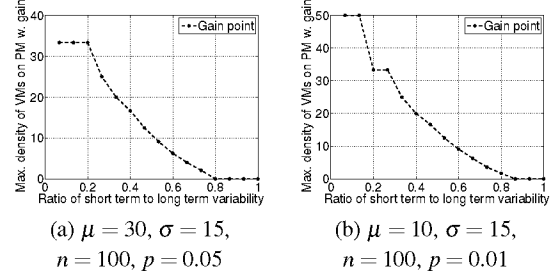 Max. density of VMs on PM w. gain
40
30
20
10
0
Gain point
0 0.2 0.4 0.6 0.8 1
Ratio of short term to long term variability
(a) μ = 30, σ = 15,
n = 100, p = 0.05
Max. density of VMs on PM w. gain
50
40
30
20
10
0
Gain point
0 0.2 0.4 0.6 0.8 1
Ratio of short term to long term variability
(b) μ = 10, σ = 15,
n = 100, p = 0.01